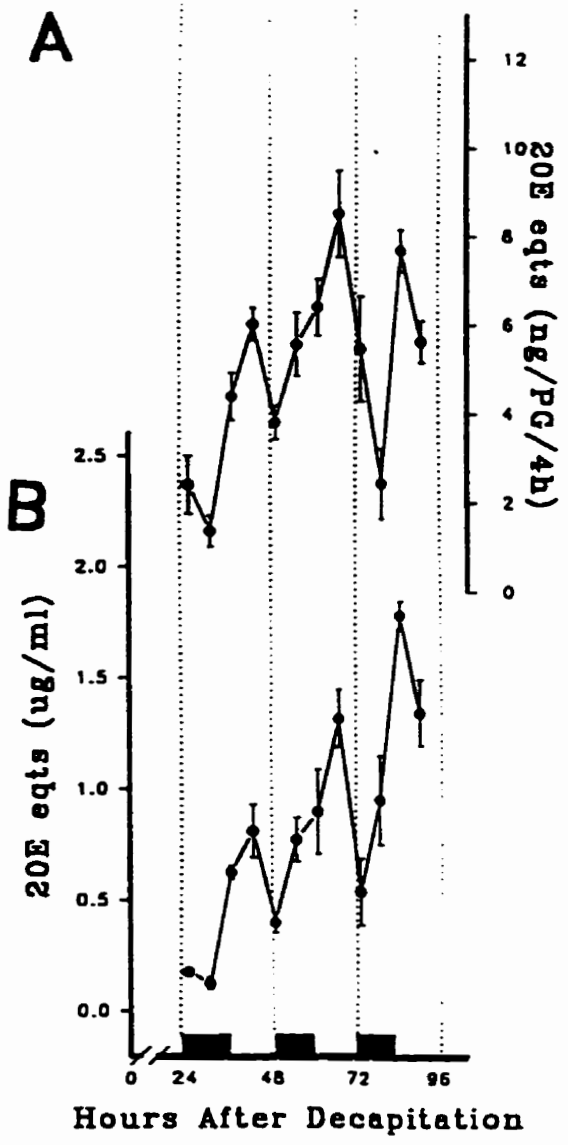 A
12
10
8
6
4
2
0
20E eqts (ng/PG/4h)
B
2.5
2.0
1.5
1.0
0.5
0.0
20E eqts (ug/ml)
0 24 48 72 96
Hours After Decapitation